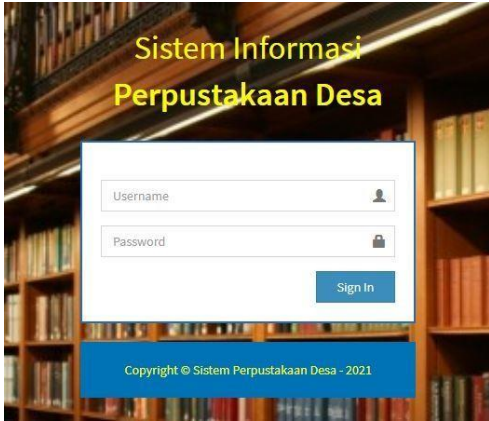 Sistem Informasi
Perpustakaan Desa
Username
Password
Sign In
Copyright © Sistem Perpustakaan Desa - 2021